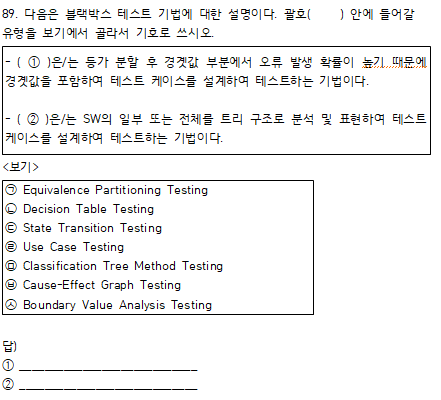 89. 다음은 블랙박스 테스트 기법에 대한 설명이다. 괄호(     ) 안에 들어갈
유형을 보기에서 골라서 기호로 쓰시오.
- ( ① )은/는 등가 분할 후 경곗값 부분에서 오류 발생 확률이 높기 때문에
경곗값을 포함하여 테스트 케이스를 설계하여 테스트하는 기법이다.
- ( ② )은/는 SW의 일부 또는 전체를 트리 구조로 분석 및 표현하여 테스트
케이스를 설계하여 테스트하는 기법이다.
<보기>
㉠ Equivalence Partitioning Testing
㉡ Decision Table Testing
㉢ State Transition Testing
㉣ Use Case Testing
㉤ Classification Tree Method Testing
㉥ Cause-Effect Graph Testing
㉦ Boundary Value Analysis Testing
답)
① ____________________________
② ____________________________